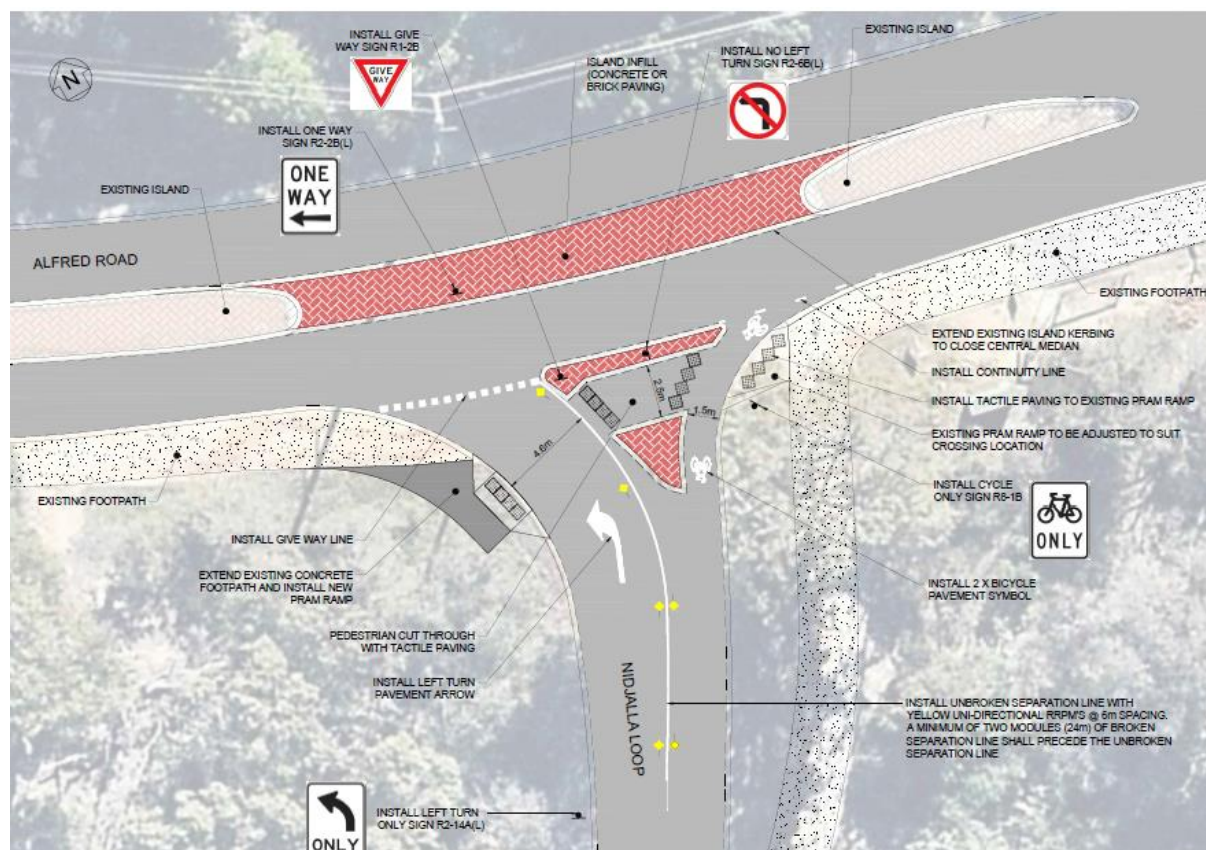 N
INSTALL GIVE
WAY SIGN R1-2B
GIVE
WAY
INSTALL ONE WAY
SIGN R2-2B(L)
ONE
WAY
EXISTING ISLAND
ALFRED ROAD
ISLAND INFILL
(CONCRETE OR
BRICK PAVING)
INSTALL NO LEFT
TURN SIGN R2-6B(L)
EXISTING ISLAND
EXISTING FOOTPATH
EXTEND EXISTING ISLAND KERBING
TO CLOSE CENTRAL MEDIAN
INSTALL CONTINUITY LINE
INSTALL TACTILE PAVING TO EXISTING PRAM RAMP
EXISTING PRAM RAMP TO BE ADJUSTED TO SUIT
CROSSING LOCATION
INSTALL CYCLE
ONLY SIGN R6-1B
ONLY
INSTALL 2 X BICYCLE
PAVEMENT SYMBOL
2.5m
1.5m
4.6m
EXISTING FOOTPATH
INSTALL GIVE WAY LINE
EXTEND EXISTING CONCRETE
FOOTPATH AND INSTALL NEW
PRAM RAMP
PEDESTRIAN CUT THROUGH
WITH TACTILE PAVING
INSTALL LEFT TURN
PAVEMENT ARROW
NIDJALLA LOOP
INSTALL UNBROKEN SEPARATION LINE WITH
YELLOW UNI-DIRECTIONAL RRPM'S @ 6m SPACING.
A MINIMUM OF TWO MODULES (24m) OF BROKEN
SEPARATION LINE SHALL PRECEDE THE UNBROKEN
SEPARATION LINE
INSTALL LEFT TURN
ONLY SIGN R2-14A(L)
ONLY